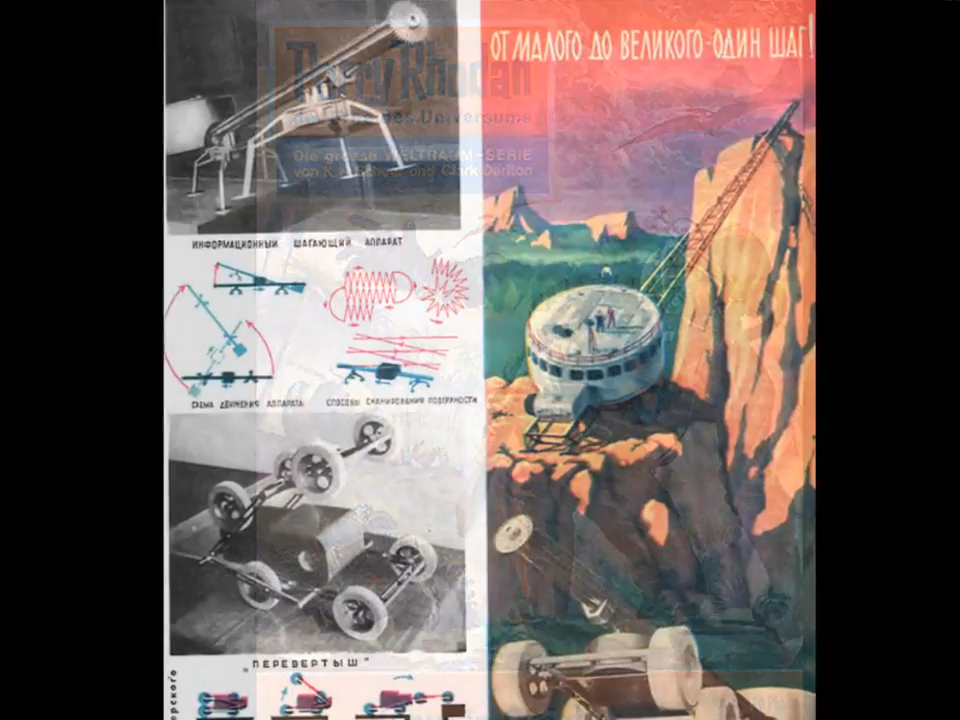 ОТ МАЛОГО ДО ВЕЛИКОГО-ОДИН ШАГ!
Perry Rhodan
des Universums
Die grosse WELTRAUM-SERIE
von K.H. Scheer und Clark Darlton
ИНФОРМАЦИОННЫЙ ШАГАЮЩИЙ АППАРАТ
СХЕМА ДВИЖЕНИЯ АППАРАТА
СПОСОБЫ СКАНИРОВАНИЯ ПОВЕРХНОСТИ
„ПЕРЕВЕРТЫШ"